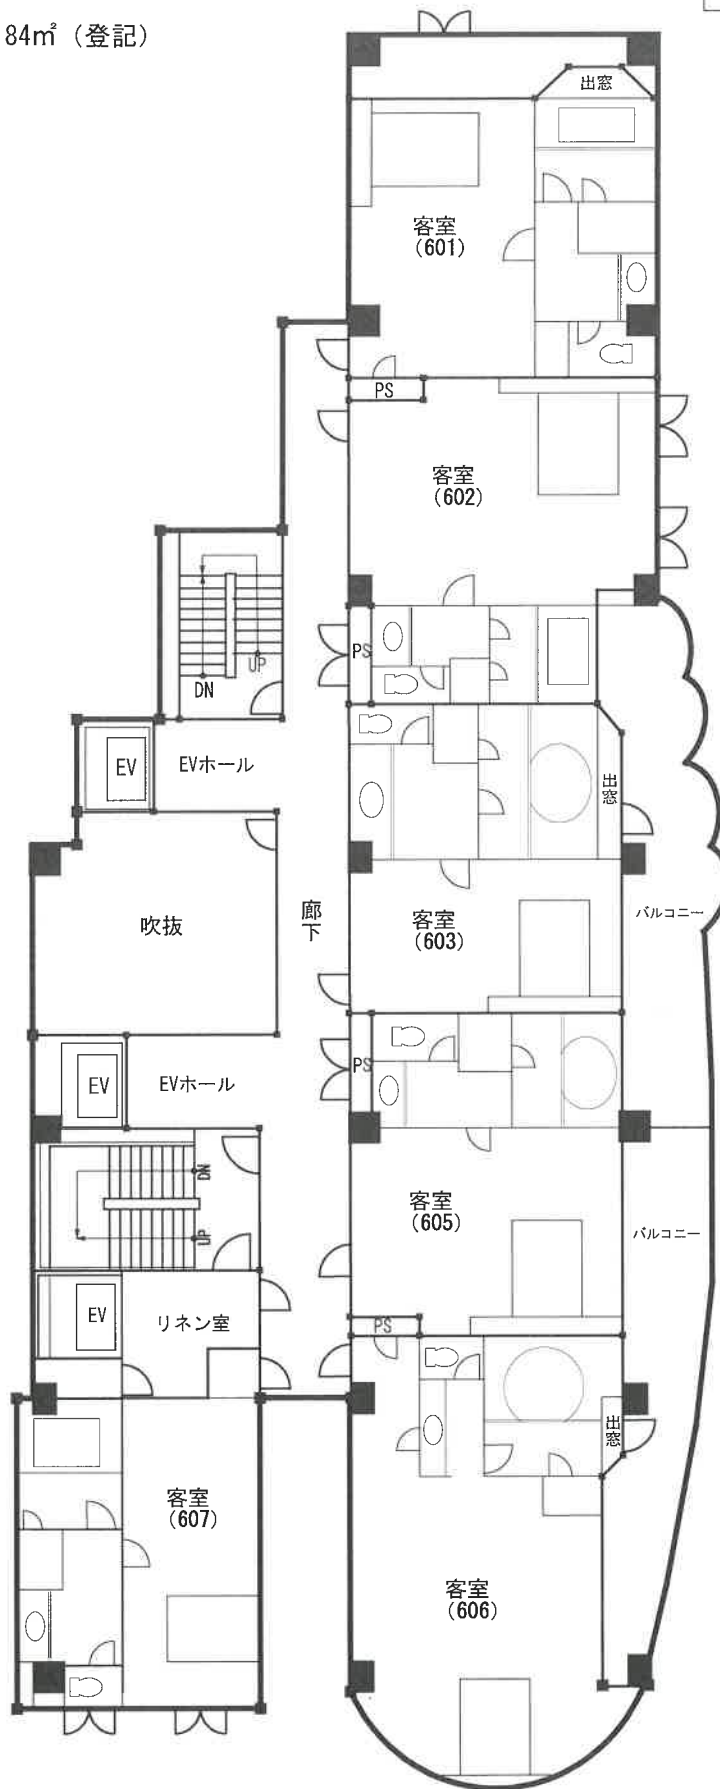 84㎡（登記）
出窓
客室
(601)
PS
客室
(602)
PS
UP
DN
EV
EVホール
出窓
吹抜
廊下
客室
(603)
バルコニー
EV
EVホール
PS
DN
UP
客室
(605)
バルコニー
EV
リネン室
PS
出窓
客室
(607)
客室
(606)